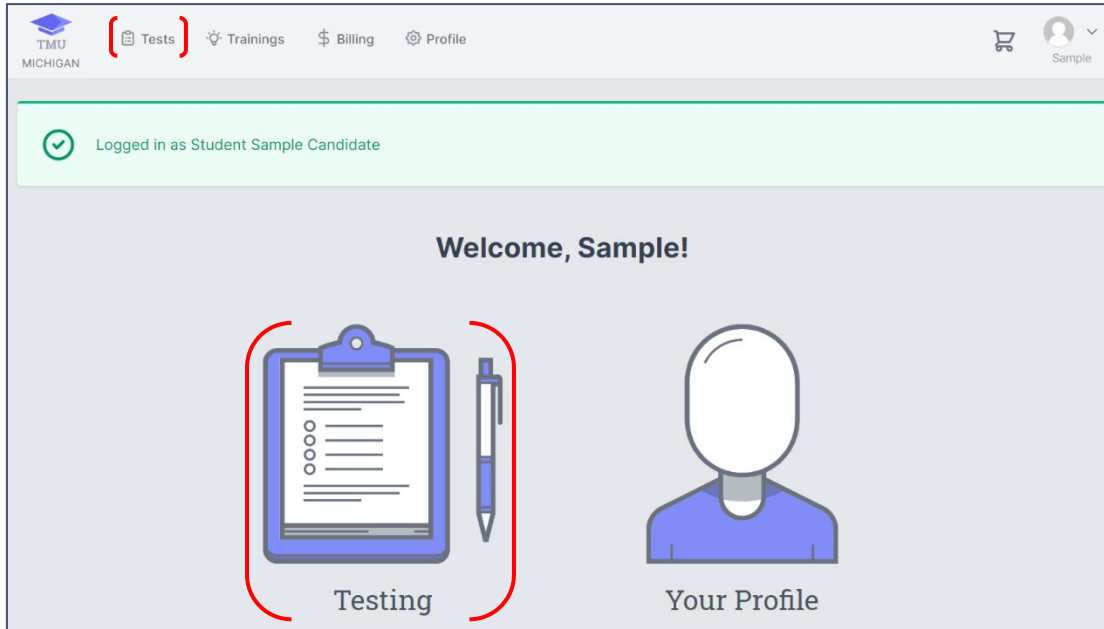 TMU
MICHIGAN
Tests Trainings $ Billing Profile
Sample
Logged in as Student Sample Candidate
Welcome, Sample!
Testing
Your Profile